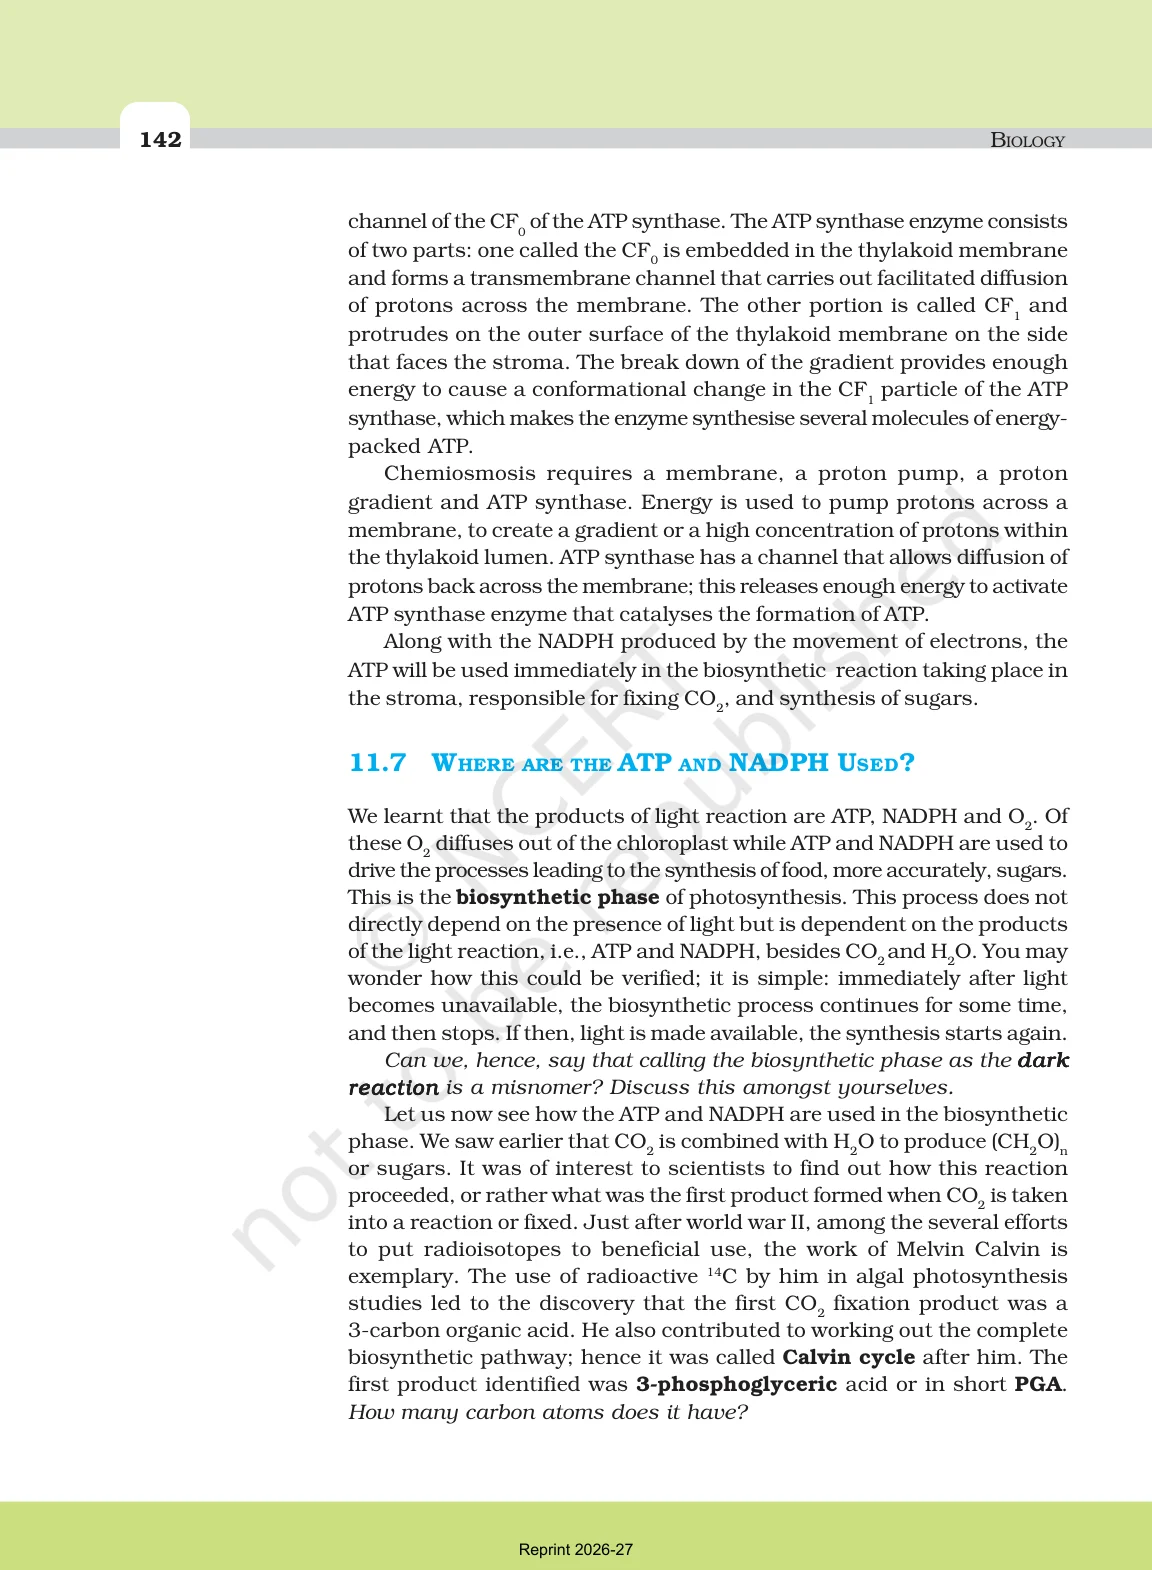 142
BIOLOGY
channel of the CF0 of the ATP synthase. The ATP synthase enzyme consists
of two parts: one called the CF0 is embedded in the thylakoid membrane
and forms a transmembrane channel that carries out facilitated diffusion
of protons across the membrane. The other portion is called CF1 and
protrudes on the outer surface of the thylakoid membrane on the side
that faces the stroma. The break down of the gradient provides enough
energy to cause a conformational change in the CF1 particle of the ATP
synthase, which makes the enzyme synthesise several molecules of energy-
packed ATP.
Chemiosmosis requires a membrane, a proton pump, a proton
gradient and ATP synthase. Energy is used to pump protons across a
membrane, to create a gradient or a high concentration of protons within
the thylakoid lumen. ATP synthase has a channel that allows diffusion of
protons back across the membrane; this releases enough energy to activate
ATP synthase enzyme that catalyses the formation of ATP.
Along with the NADPH produced by the movement of electrons, the
ATP will be used immediately in the biosynthetic reaction taking place in
the stroma, responsible for fixing CO2, and synthesis of sugars.
11.7 WHERE ARE THE ATP AND NADPH USED?
We learnt that the products of light reaction are ATP, NADPH and O2. Of
these O2 diffuses out of the chloroplast while ATP and NADPH are used to
drive the processes leading to the synthesis of food, more accurately, sugars.
This is the biosynthetic phase of photosynthesis. This process does not
directly depend on the presence of light but is dependent on the products
of the light reaction, i.e., ATP and NADPH, besides CO2 and H2O. You may
wonder how this could be verified; it is simple: immediately after light
becomes unavailable, the biosynthetic process continues for some time,
and then stops. If then, light is made available, the synthesis starts again.
Can we, hence, say that calling the biosynthetic phase as the dark
reaction is a misnomer? Discuss this amongst yourselves.
Let us now see how the ATP and NADPH are used in the biosynthetic
phase. We saw earlier that CO2 is combined with H2O to produce (CH2O)n
or sugars. It was of interest to scientists to find out how this reaction
proceeded, or rather what was the first product formed when CO2 is taken
into a reaction or fixed. Just after world war II, among the several efforts
to put radioisotopes to beneficial use, the work of Melvin Calvin is
exemplary. The use of radioactive 14C by him in algal photosynthesis
studies led to the discovery that the first CO2 fixation product was a
3-carbon organic acid. He also contributed to working out the complete
biosynthetic pathway; hence it was called Calvin cycle after him. The
first product identified was 3-phosphoglyceric acid or in short PGA.
How many carbon atoms does it have?
© NCERT
not to be republished
Reprint 2026-27